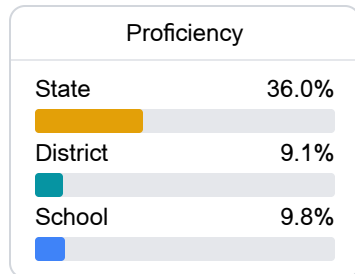 Proficiency
State 36.0%
District 9.1%
School 9.8%